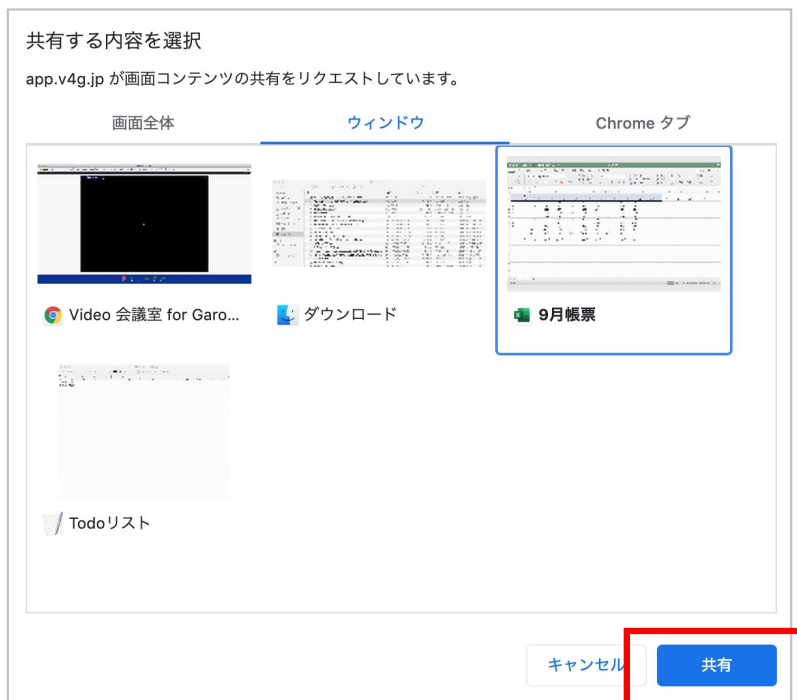 共有する内容を選択
app.v4g.jp が画面コンテンツの共有をリクエストしています。
画面全体 ウィンドウ Chrome タブ
Video 会議室 for Garo... ダウンロード 9月帳票
Todoリスト
キャンセル 共有